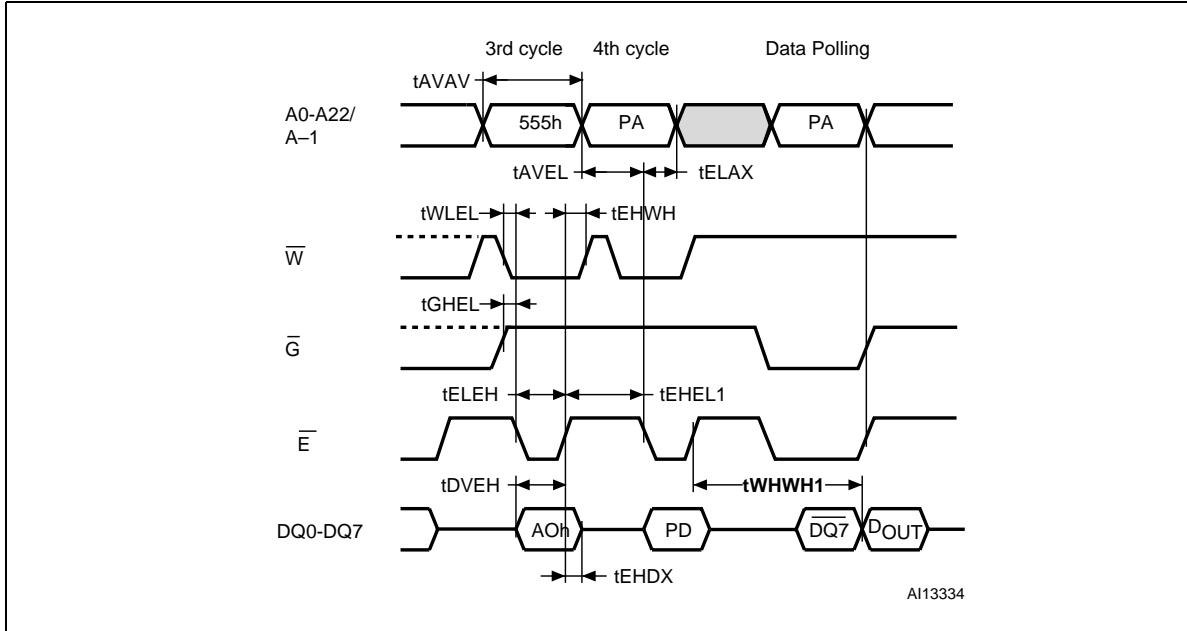 3rd cycle 4th cycle Data Polling
tAVAV
A0-A22/
A–1
555h PA PA
tAVEL tELAX
tWLEL tEHWH
W
tGHEL
G
tELEH tEHEL1
E
tDVEH tWHWH1
DQ0-DQ7 AOh PD DQ7 DOUT
tEHDX
AI13334